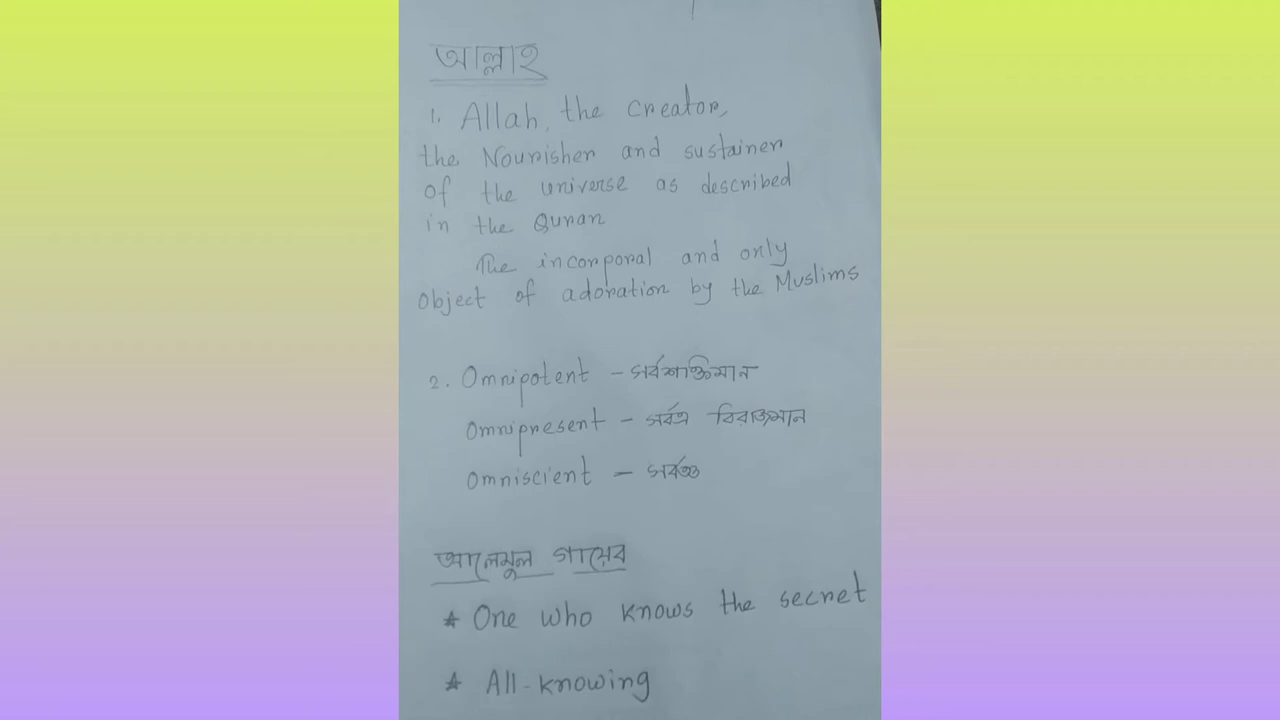 আল্লাহ
1. Allah, the creator,
the Nourisher and sustainer
of the universe as described
in the Quran
The incorporal and only
object of adoration by the Muslims
2. Omnipotent – সর্বশক্তিমান
Omnipresent – সর্বত্র বিরাজমান
Omniscient – সর্বজ্ঞ
আলেমুল গায়েব
* One who knows the secret
* All-knowing